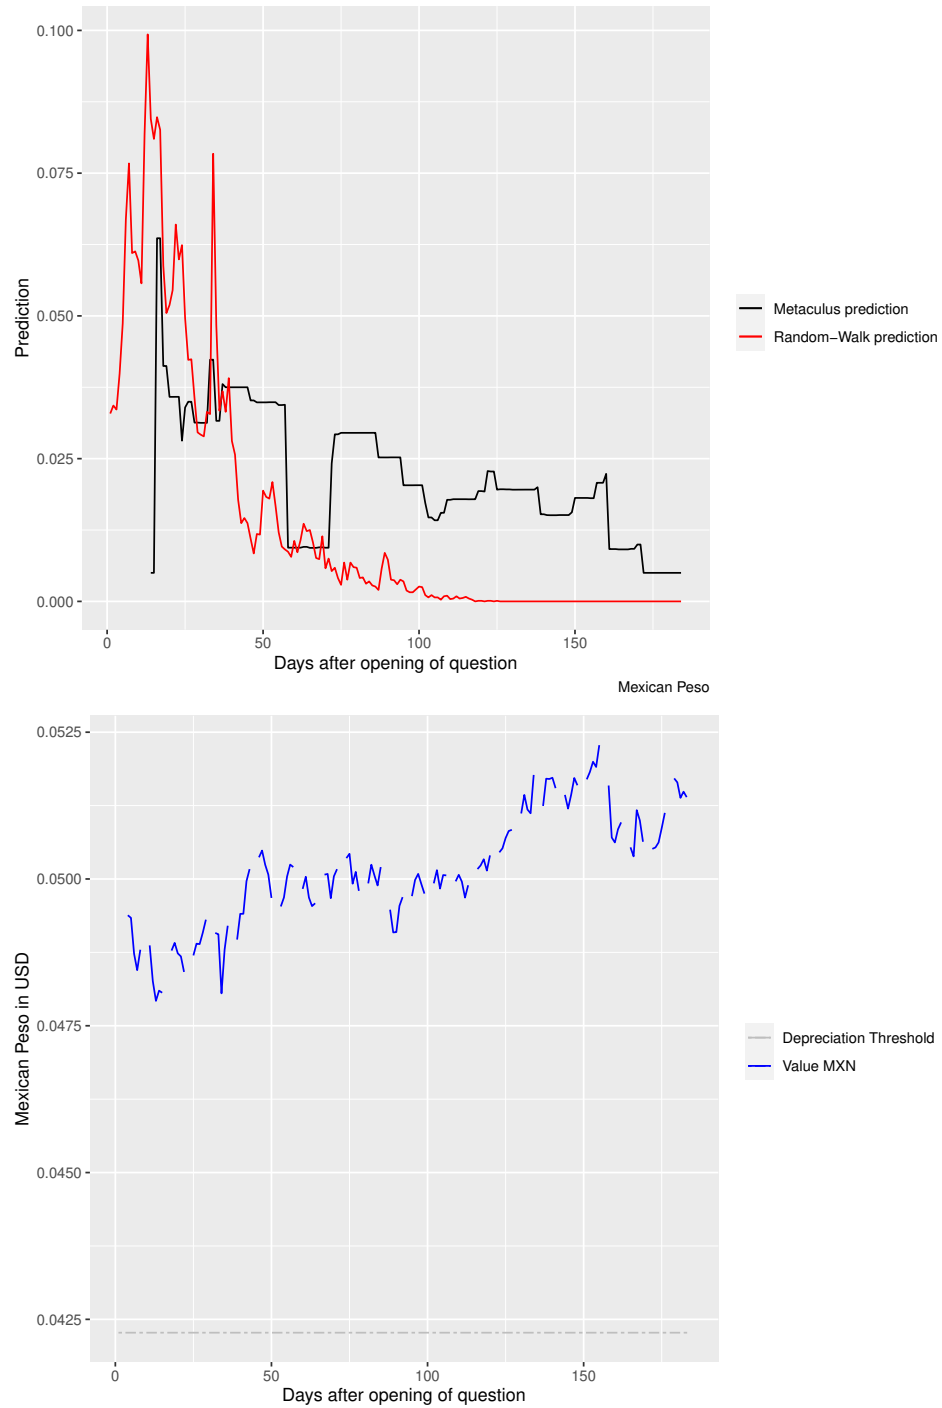 0.100
0.075
0.050
0.025
0.000
Prediction
0 50 100 150
Days after opening of question
Metaculus prediction
Random−Walk prediction
Mexican Peso
0.0525
0.0500
0.0475
0.0450
0.0425
Mexican Peso in USD
0 50 100 150
Days after opening of question
Depreciation Threshold
Value MXN